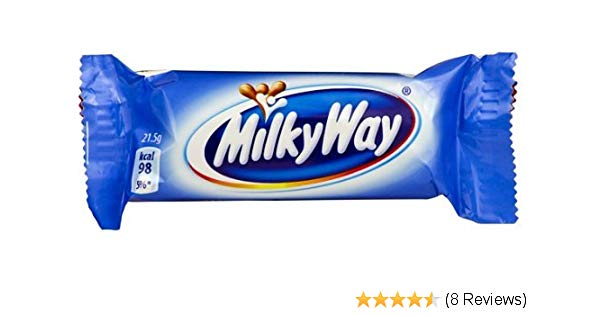 MilkyWay
®
21.5g
kcal
98
5%*
(8 Reviews)